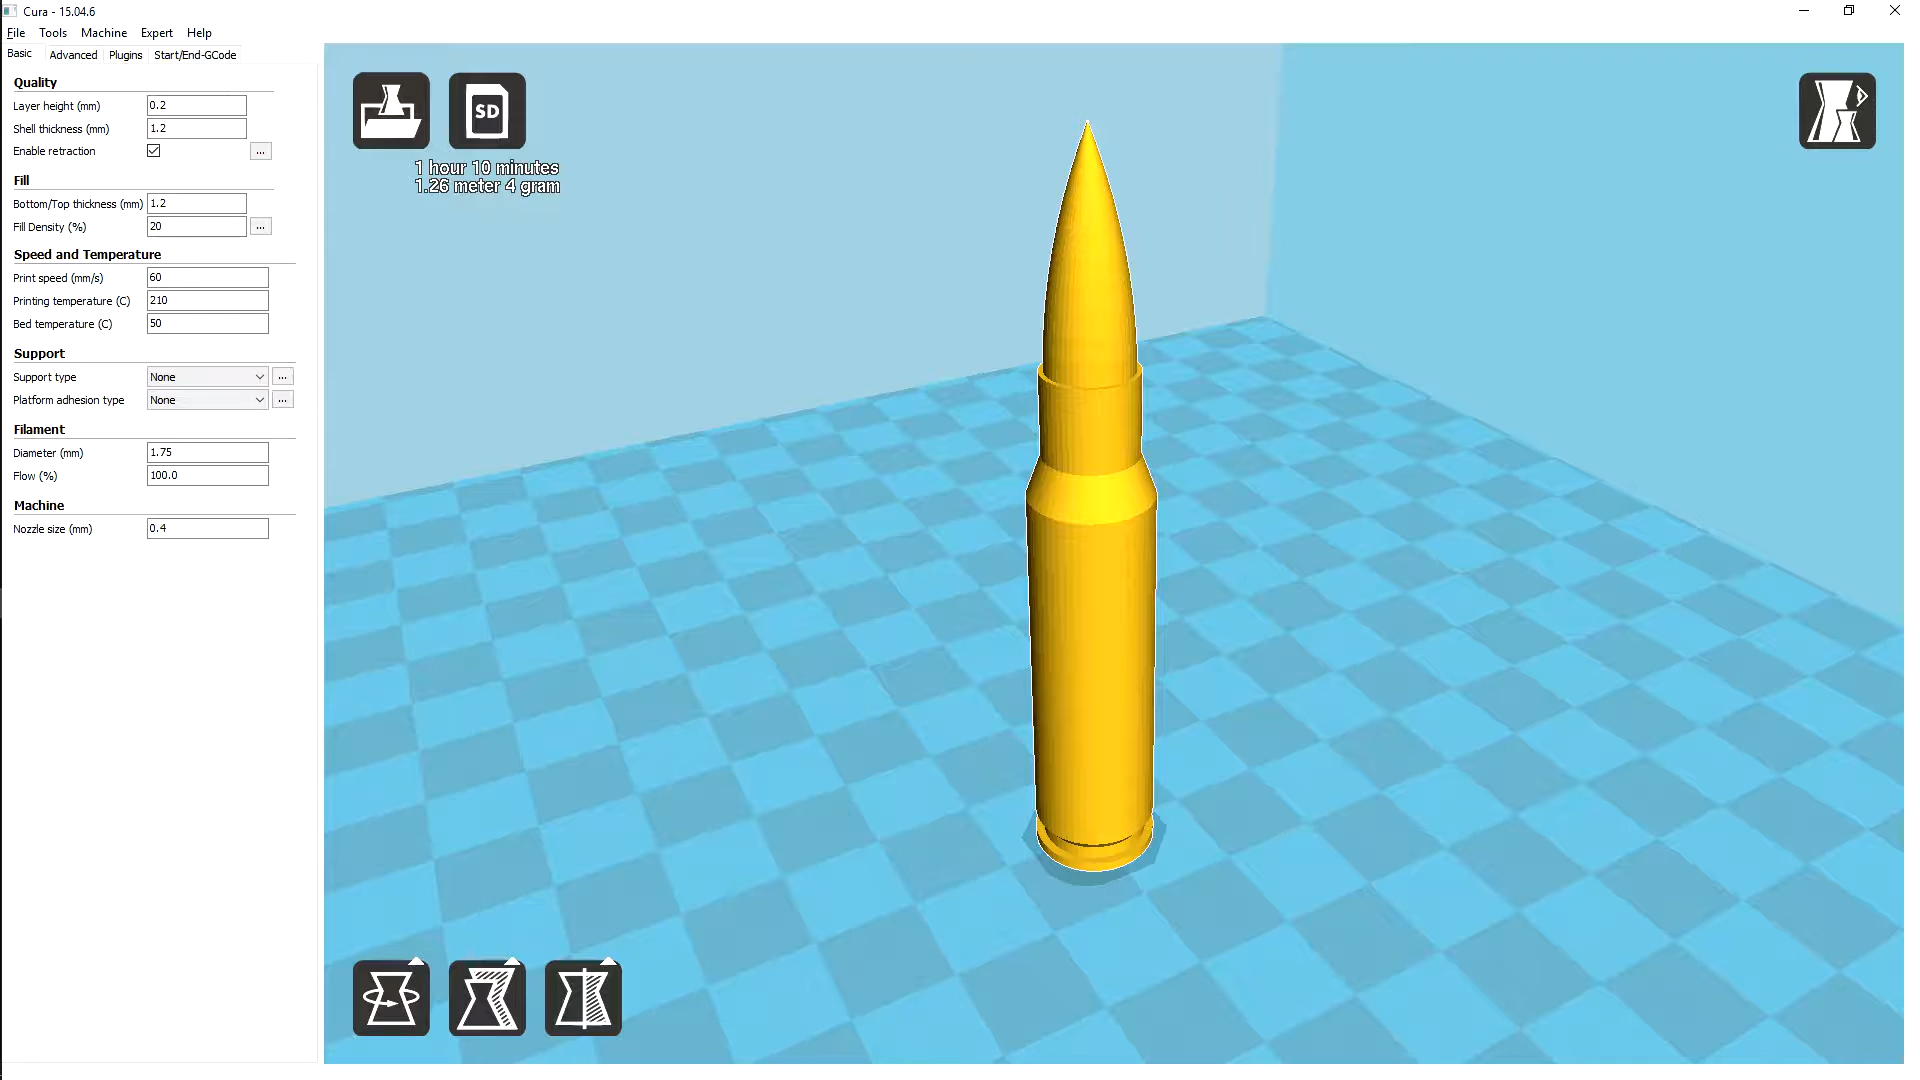 Cura - 15.04.6
File Tools Machine Expert Help
Basic Advanced Plugins Start/End-GCode
Quality
Layer height (mm) 0.2
Shell thickness (mm) 1.2
Enable retraction ...
Fill
Bottom/Top thickness (mm) 1.2
Fill Density (%) 20 ...
Speed and Temperature
Print speed (mm/s) 60
Printing temperature (C) 210
Bed temperature (C) 50
Support
Support type None ...
Platform adhesion type None ...
Filament
Diameter (mm) 1.75
Flow (%) 100.0
Machine
Nozzle size (mm) 0.4
SD
1 hour 10 minutes
1.26 meter 4 gram